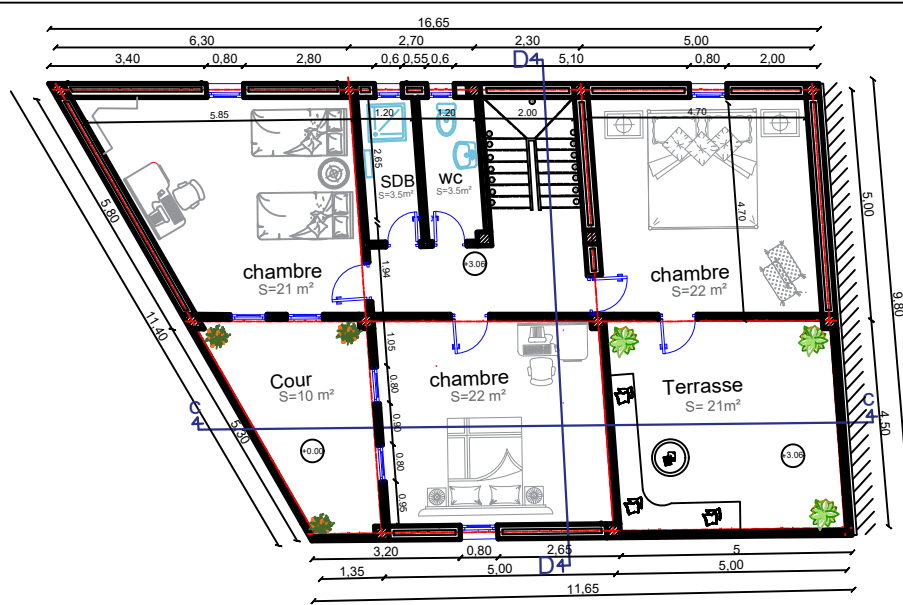 16,65
6,30 2,70 2,30 5,00
3,40 0,80 2,80 0,6 0,55 0,6 5,10 0,80 2,00
D4
5.85 1.20 1.20 2.00 4.70
2.65
SDB
S=3.5m²
WC
S=3.5m²
4.70
5,80
5,00
9,80
chambre
S=21 m²
1.94
+3.06
chambre
S=22 m²
11,40
1.05
Cour
S=10 m²
0.80
chambre
S=22 m²
Terrasse
S= 21m²
C4
C4
4,50
5,30
0.90
+0.00
0.80
+3.06
0.95
3,20 0,80 2,65 5
D4
1,35 5,00 5,00
11,65